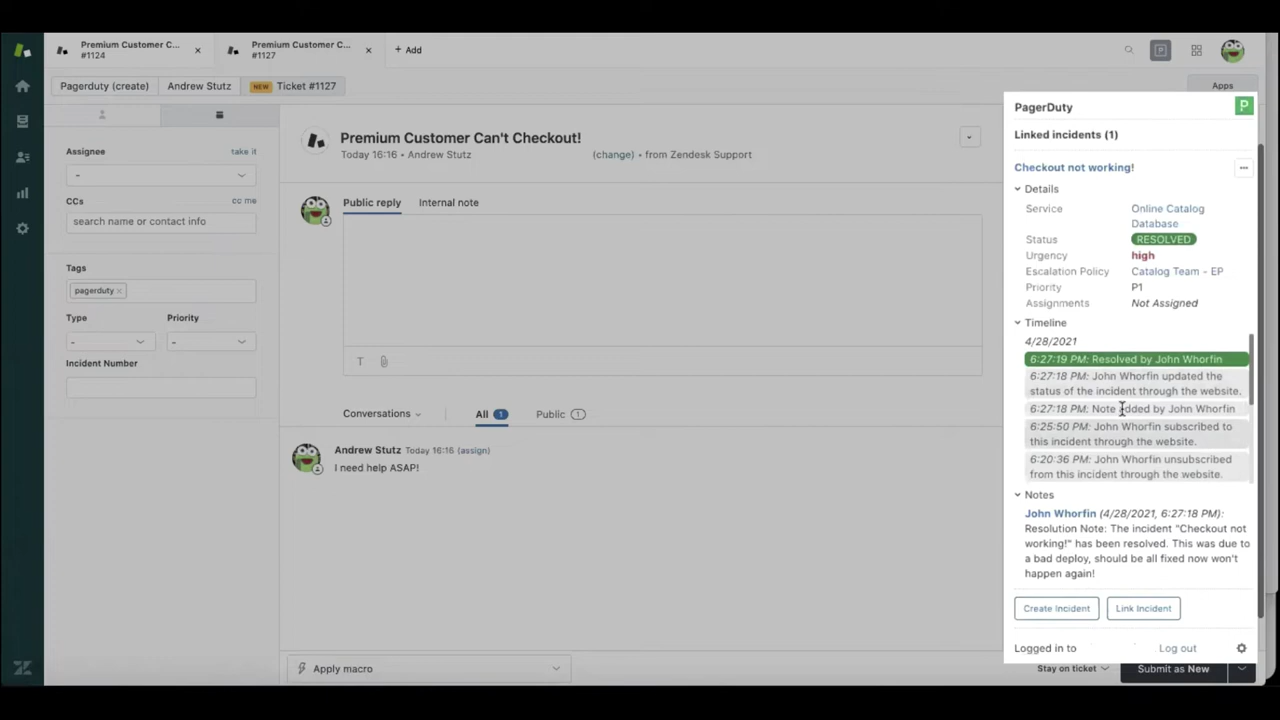 Premium Customer C...
#1124
Premium Customer C...
#1127
+ Add
Pagerduty (create)
Andrew Stutz
NEW Ticket #1127
Apps
Assignee
take it
-
CCs
cc me
search name or contact info
Tags
pagerduty ×
Type
Priority
-
-
Incident Number
Premium Customer Can't Checkout!
Today 16:16 • Andrew Stutz
(change) • from Zendesk Support
Public reply
Internal note
T
Conversations
All 1
Public 1
Andrew Stutz Today 16:16 (assign)
I need help ASAP!
Apply macro
PagerDuty
P
Linked incidents (1)
Checkout not working!
Details
Service Online Catalog
Database
Status RESOLVED
Urgency high
Escalation Policy Catalog Team - EP
Priority P1
Assignments Not Assigned
Timeline
4/28/2021
6:27:19 PM: Resolved by John Whorfin
6:27:18 PM: John Whorfin updated the
status of the incident through the website.
6:27:18 PM: Note added by John Whorfin
6:25:50 PM: John Whorfin subscribed to
this incident through the website.
6:20:36 PM: John Whorfin unsubscribed
from this incident through the website.
Notes
John Whorfin (4/28/2021, 6:27:18 PM):
Resolution Note: The incident "Checkout not
working!" has been resolved. This was due to
a bad deploy, should be all fixed now won't
happen again!
Create Incident
Link Incident
Logged in to
Log out
Stay on ticket
Submit as New